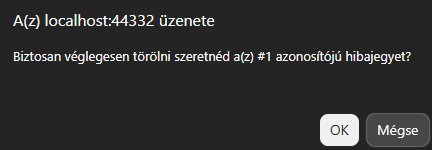 A(z) localhost:44332 üzenete
Biztosan véglegesen törölni szeretnéd a(z) #1 azonosítójú hibajegyet?
OK
Mégse